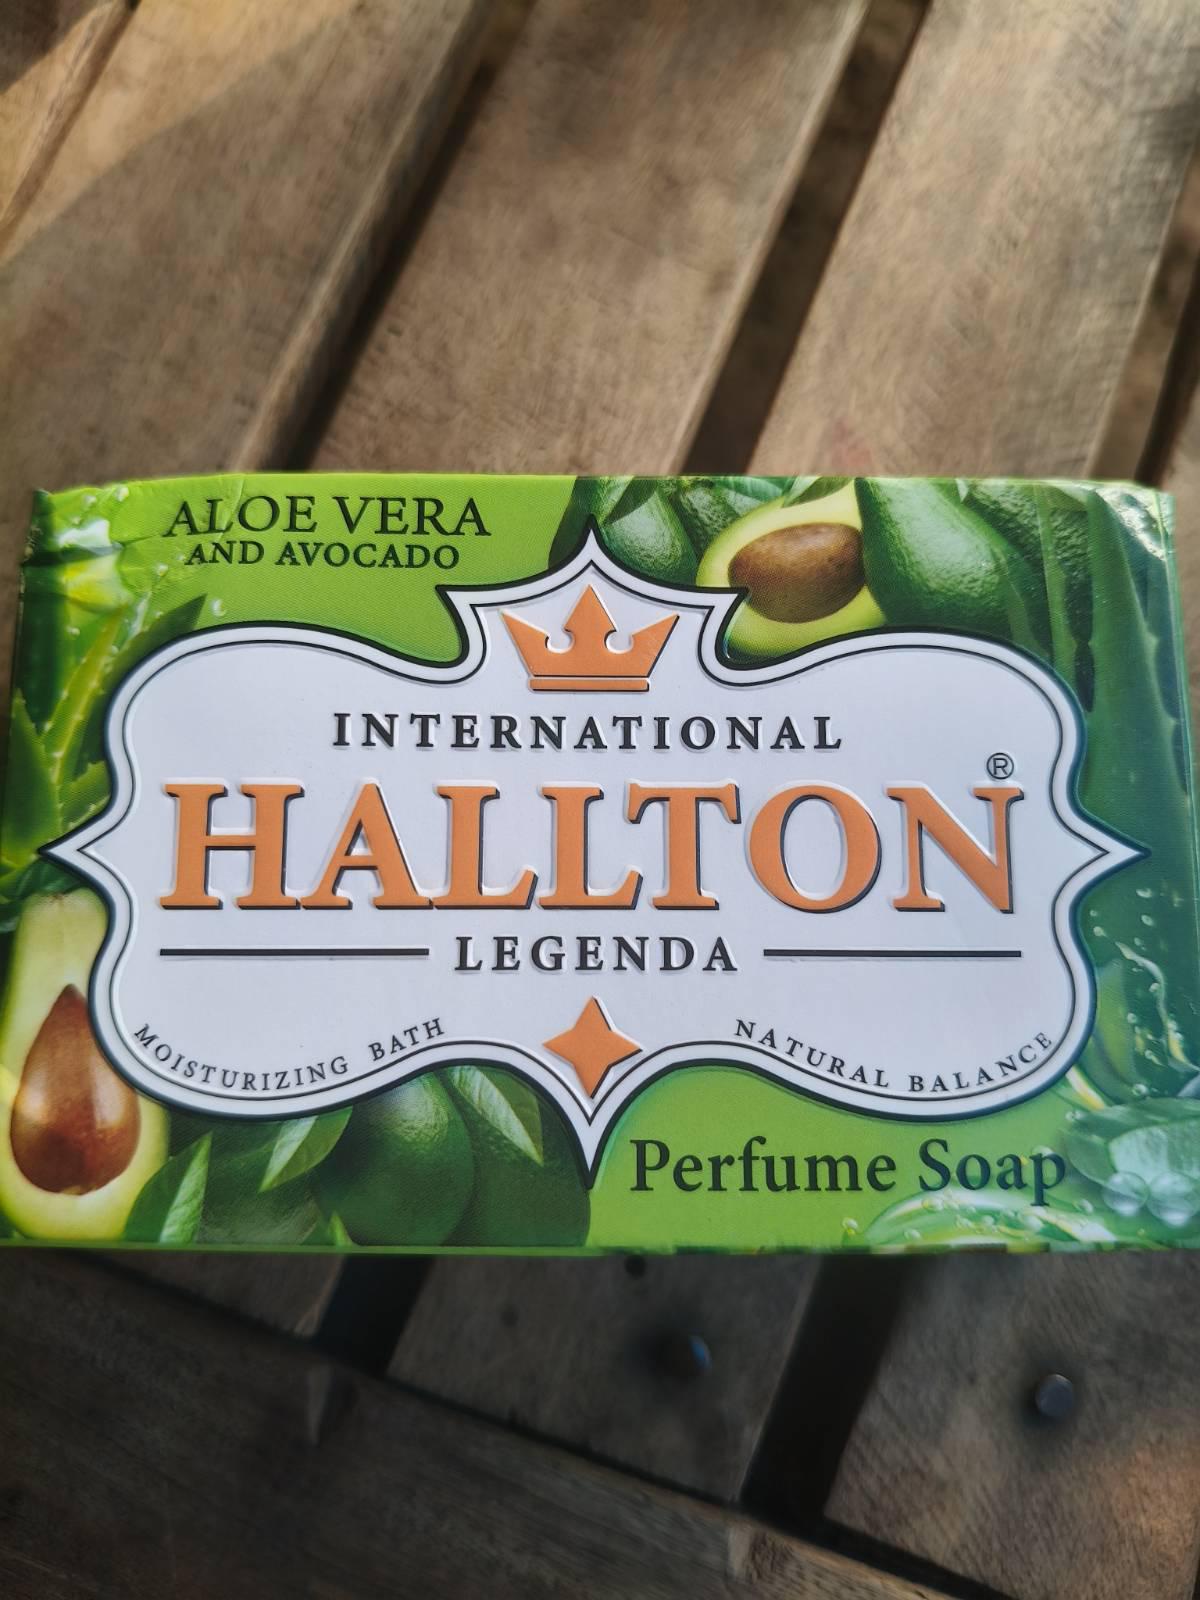 ALOE VERA
AND AVOCADO
INTERNATIONAL
HALLTON®
LEGENDA
MOISTURIZING BATH
NATURAL BALANCE
Perfume Soap